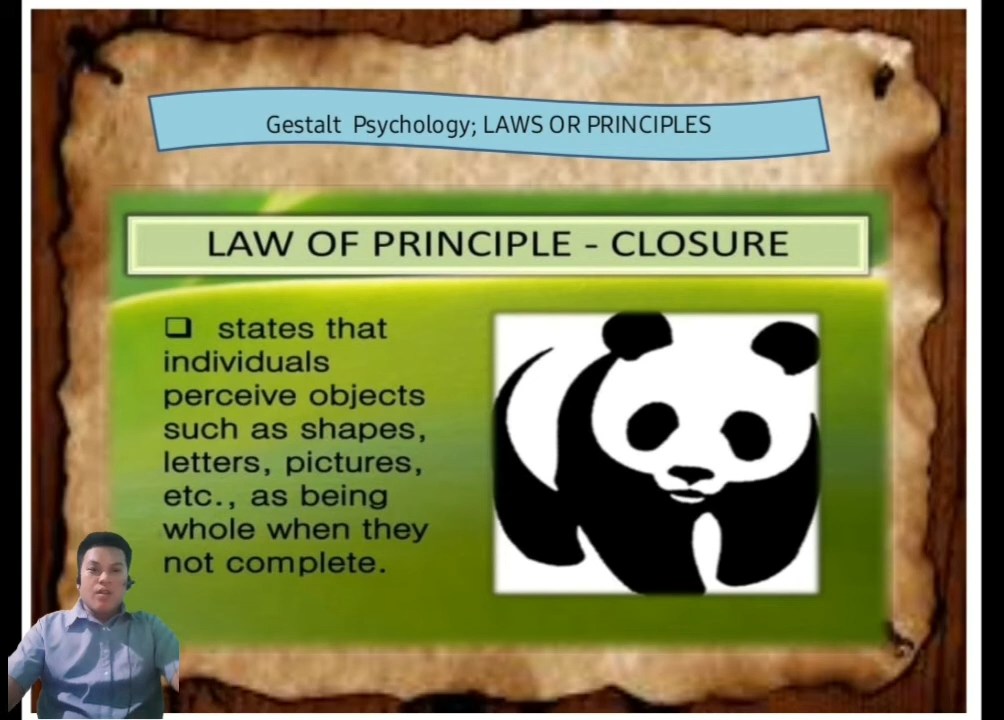 Gestalt Psychology; LAWS OR PRINCIPLES
LAW OF PRINCIPLE - CLOSURE
❑ states that
individuals
perceive objects
such as shapes,
letters, pictures,
etc., as being
whole when they
not complete.